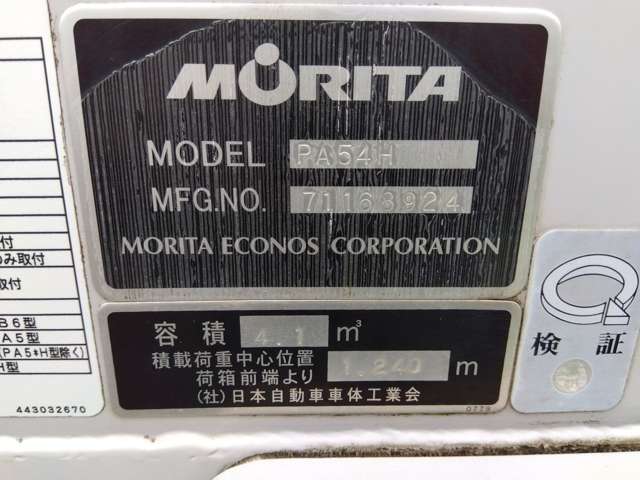 MORITA
MODEL PA54H
MFG.NO. 71168924
MORITA ECONOS CORPORATION
容積 4.1 m³
積載荷重中心位置
荷箱前端より 1.240 m
(社)日本自動車車体工業会
0779
検証
付
のみ取付
取付
B6型
A5型
(PA5*H型除く)
H型
443032670